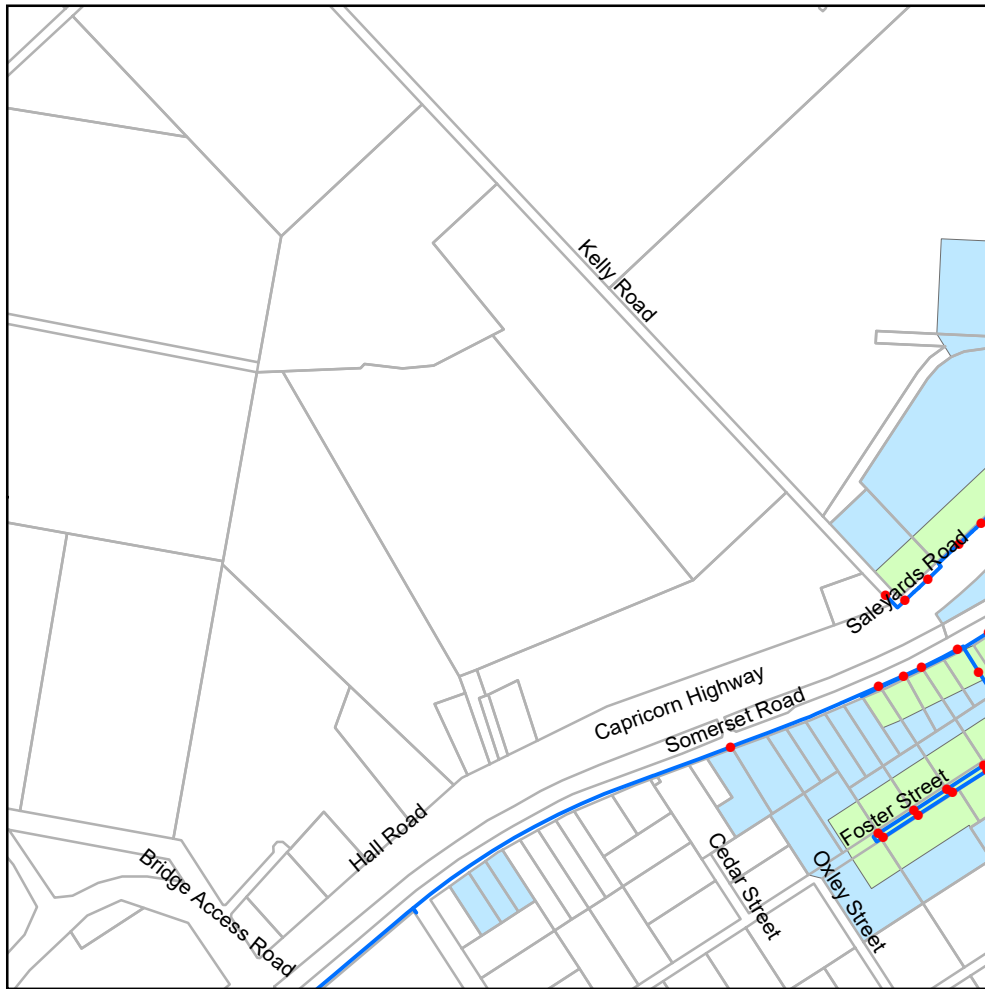 Kelly Road
Saleyards Road
Capricorn Highway
Somerset Road
Foster Street
Hall Road
Cedar Street
Oxley Street
Bridge Access Road